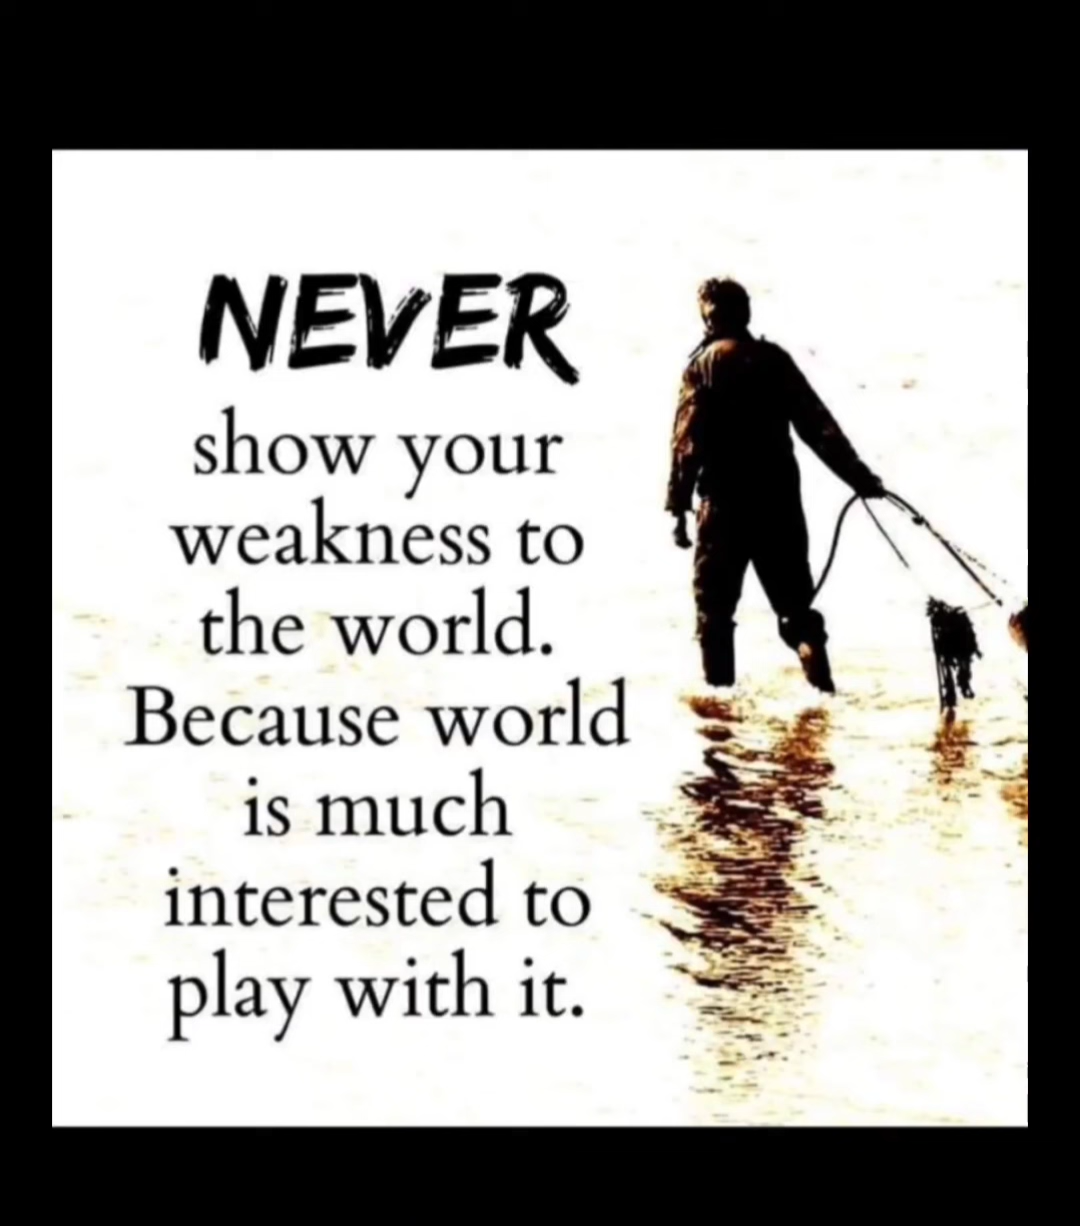 NEVER
show your
weakness to
the world.
Because world
is much
interested to
play with it.